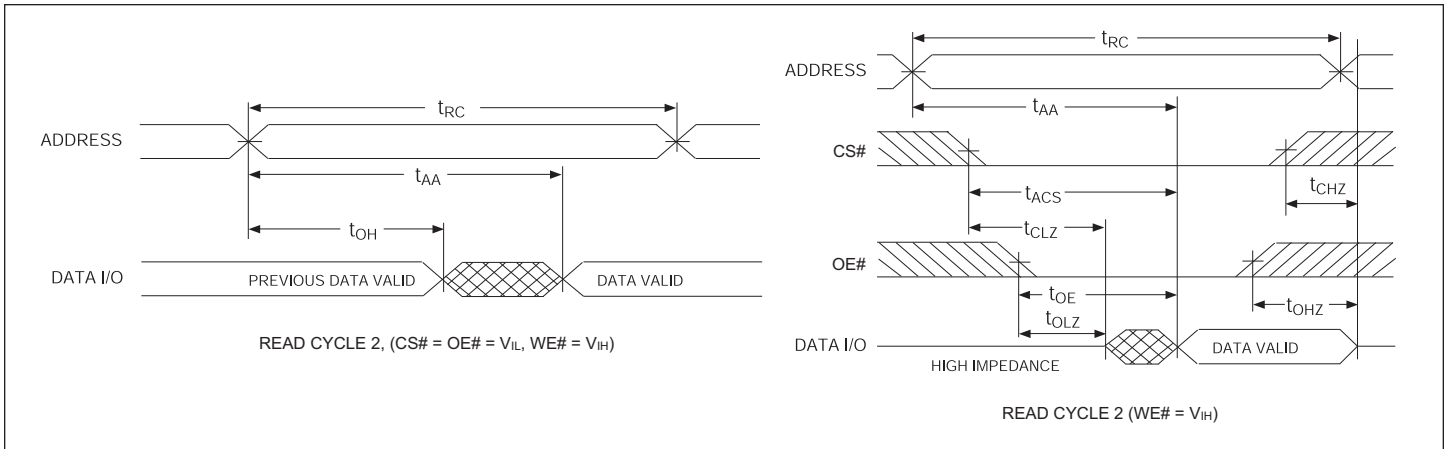 tRC
ADDRESS
tAA
tOH
DATA I/O
PREVIOUS DATA VALID
DATA VALID
READ CYCLE 2, (CS# = OE# = VIL, WE# = VIH)
tRC
ADDRESS
tAA
CS#
tACS
tCHZ
tCLZ
OE#
tOE
tOHZ
tOLZ
DATA I/O
DATA VALID
HIGH IMPEDANCE
READ CYCLE 2 (WE# = VIH)